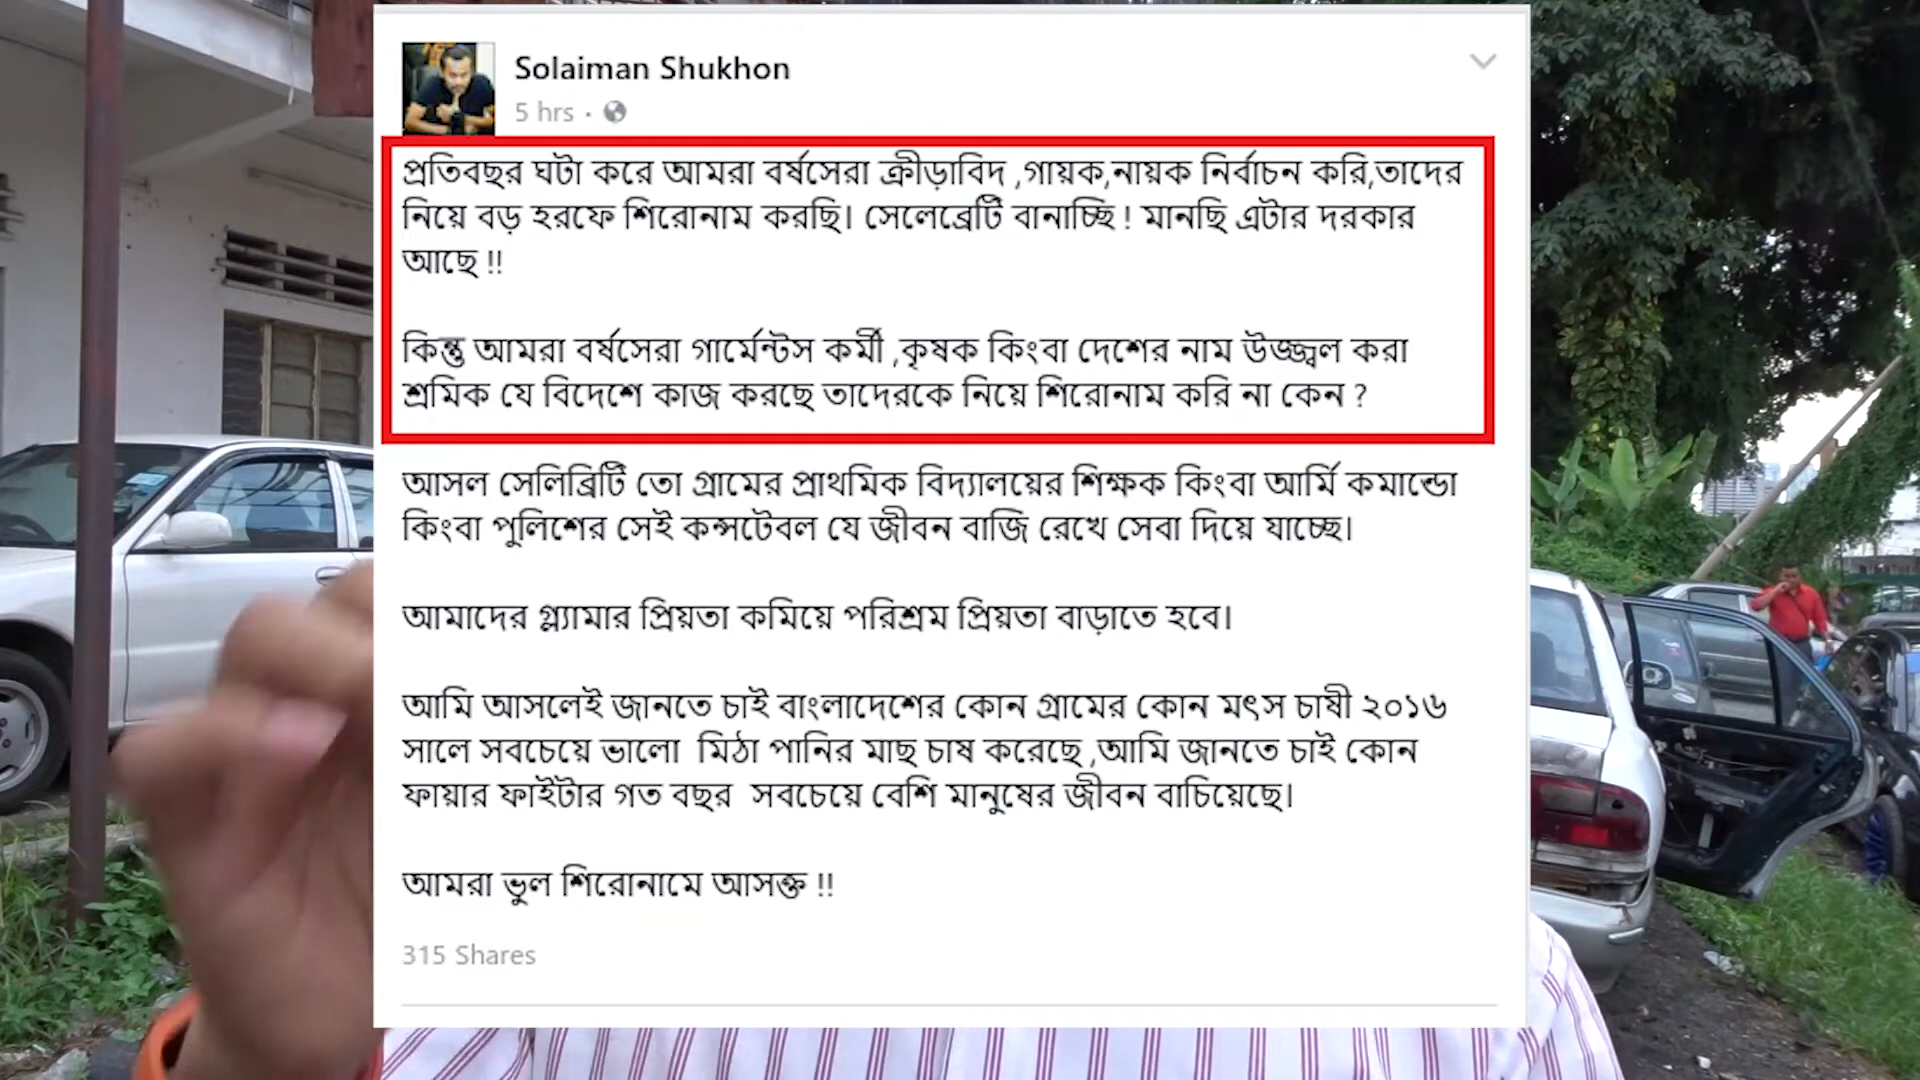 Solaiman Shukhon
5 hrs ·
প্রতিবছর ঘটা করে আমরা বর্ষসেরা ক্রীড়াবিদ ,গায়ক,নায়ক নির্বাচন করি,তাদের
নিয়ে বড় হরফে শিরোনাম করছি। সেলেব্রেটি বানাচ্ছি ! মানছি এটার দরকার
আছে !!
কিন্তু আমরা বর্ষসেরা গার্মেন্টস কর্মী ,কৃষক কিংবা দেশের নাম উজ্জ্বল করা
শ্রমিক যে বিদেশে কাজ করছে তাদেরকে নিয়ে শিরোনাম করি না কেন ?
আসল সেলিব্রিটি তো গ্রামের প্রাথমিক বিদ্যালয়ের শিক্ষক কিংবা আর্মি কমান্ডো
কিংবা পুলিশের সেই কন্সটেবল যে জীবন বাজি রেখে সেবা দিয়ে যাচ্ছে।
আমাদের গ্ল্যামার প্রিয়তা কমিয়ে পরিশ্রম প্রিয়তা বাড়াতে হবে।
আমি আসলেই জানতে চাই বাংলাদেশের কোন গ্রামের কোন মৎস চাষী ২০১৬
সালে সবচেয়ে ভালো মিঠা পানির মাছ চাষ করেছে ,আমি জানতে চাই কোন
ফায়ার ফাইটার গত বছর সবচেয়ে বেশি মানুষের জীবন বাচিয়েছে।
আমরা ভুল শিরোনামে আসক্ত !!
315 Shares